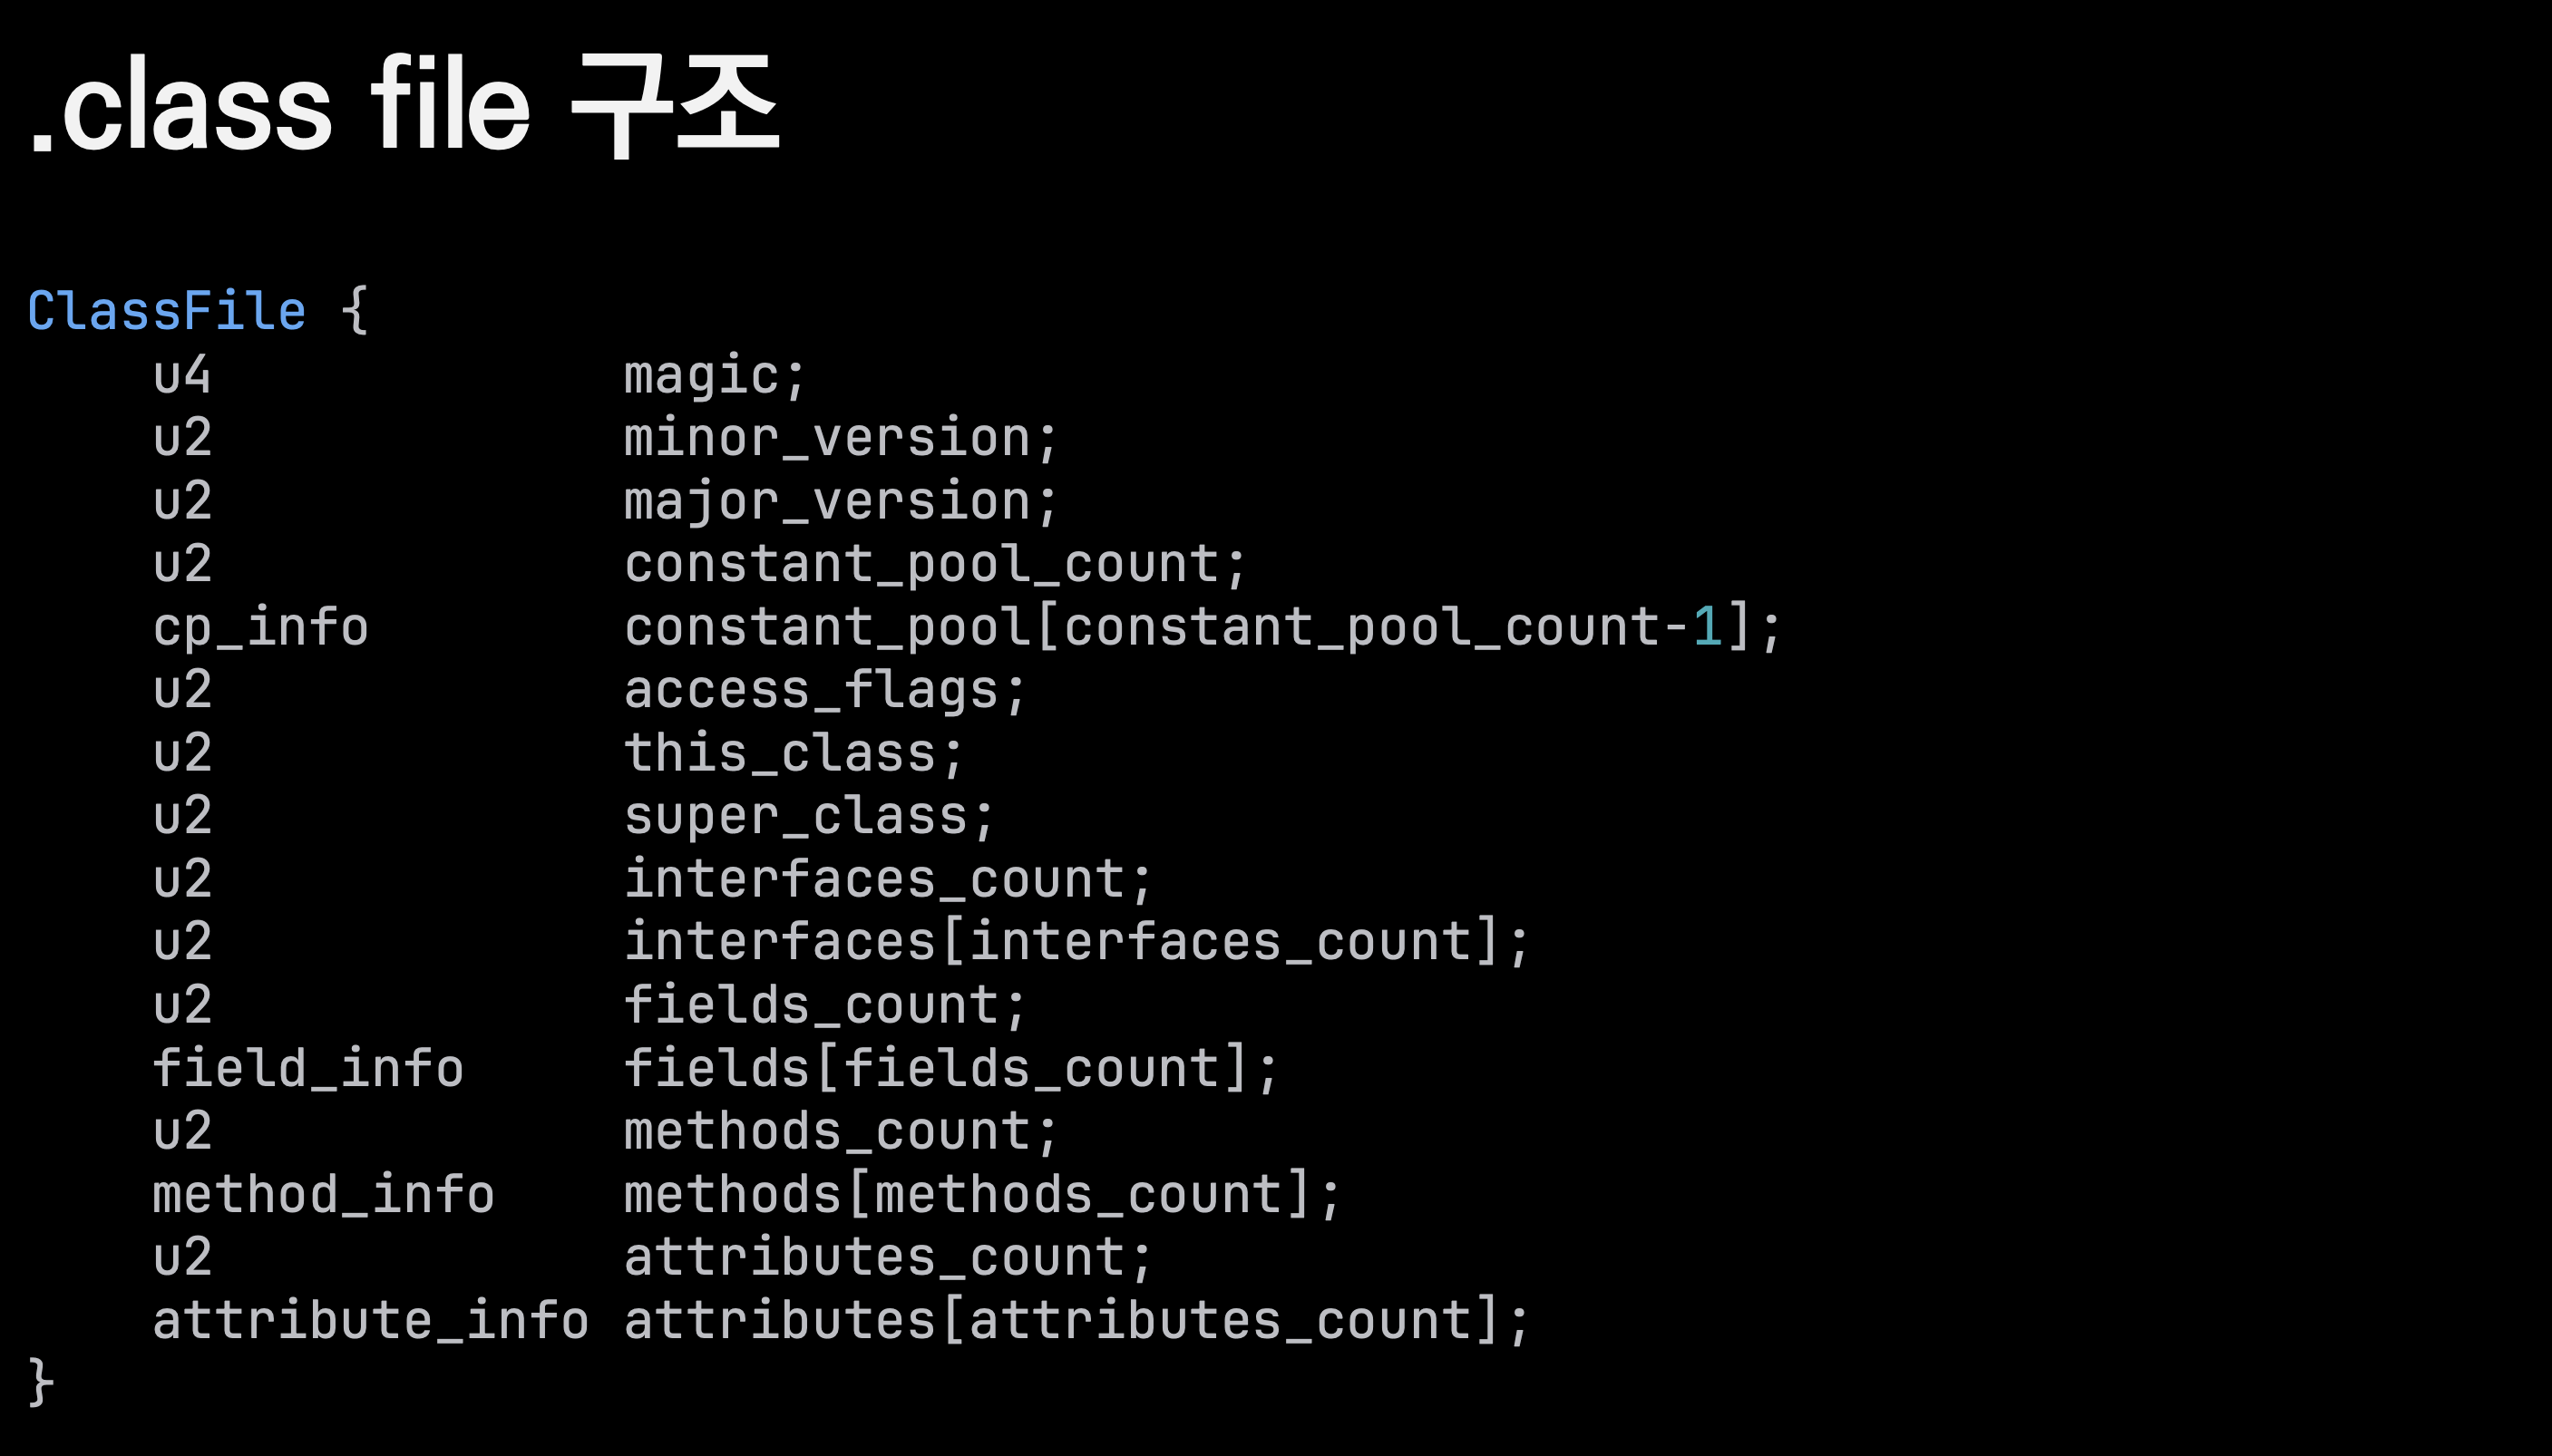 .class file 구조
ClassFile {
    u4             magic;
    u2             minor_version;
    u2             major_version;
    u2             constant_pool_count;
    cp_info        constant_pool[constant_pool_count-1];
    u2             access_flags;
    u2             this_class;
    u2             super_class;
    u2             interfaces_count;
    u2             interfaces[interfaces_count];
    u2             fields_count;
    field_info     fields[fields_count];
    u2             methods_count;
    method_info    methods[methods_count];
    u2             attributes_count;
    attribute_info attributes[attributes_count];
}